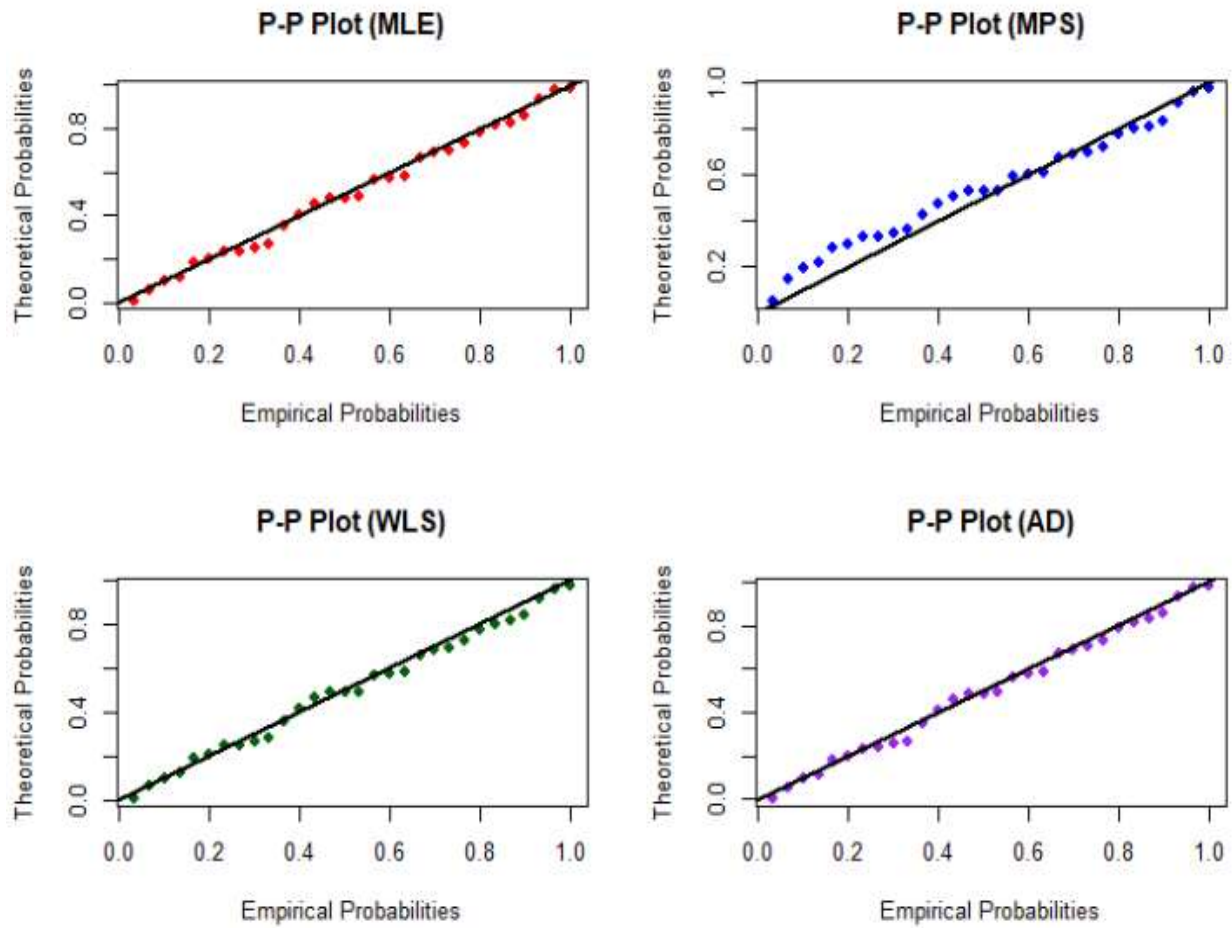 P-P Plot (MLE)
Theoretical Probabilities
0.0 0.4 0.8
0.0 0.2 0.4 0.6 0.8 1.0
Empirical Probabilities
P-P Plot (MPS)
Theoretical Probabilities
0.2 0.6 1.0
0.0 0.2 0.4 0.6 0.8 1.0
Empirical Probabilities
P-P Plot (WLS)
Theoretical Probabilities
0.0 0.4 0.8
0.0 0.2 0.4 0.6 0.8 1.0
Empirical Probabilities
P-P Plot (AD)
Theoretical Probabilities
0.0 0.4 0.8
0.0 0.2 0.4 0.6 0.8 1.0
Empirical Probabilities